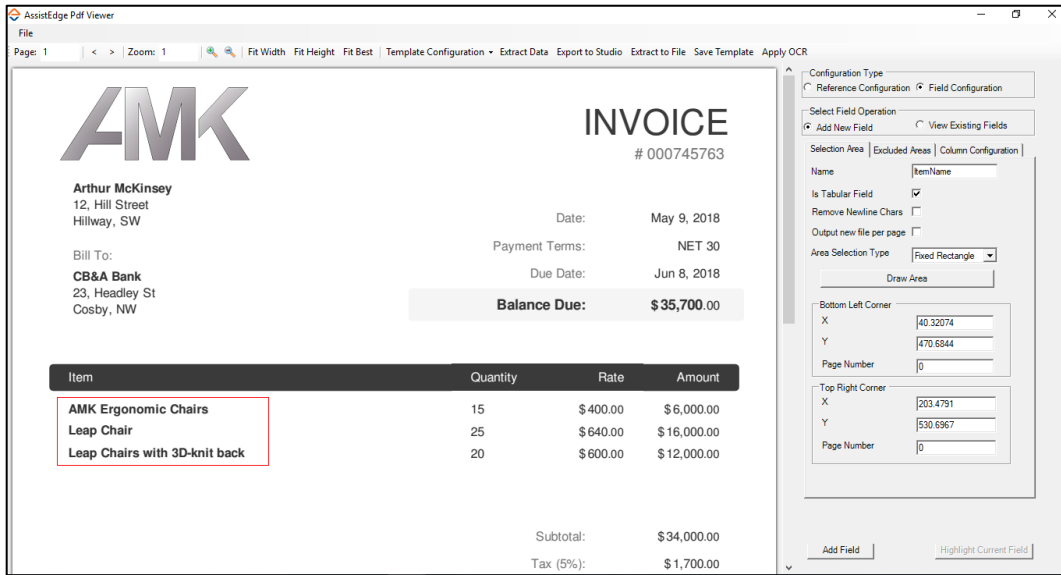 AssistEdge Pdf Viewer
File
Page: 1 < > Zoom: 1 Fit Width Fit Height Fit Best Template Configuration Extract Data Export to Studio Extract to File Save Template Apply OCR
AMK
INVOICE
# 000745763
Arthur McKinsey
12, Hill Street
Hillway, SW
Date: May 9, 2018
Payment Terms: NET 30
Bill To:
Due Date: Jun 8, 2018
CB&A Bank
23, Headley St
Cosby, NW
Balance Due: $ 35,700.00
Item Quantity Rate Amount
AMK Ergonomic Chairs 15 $ 400.00 $ 6,000.00
Leap Chair 25 $ 640.00 $ 16,000.00
Leap Chairs with 3D-knit back 20 $ 600.00 $ 12,000.00
Subtotal: $ 34,000.00
Tax (5%): $ 1,700.00
Configuration Type
Reference Configuration Field Configuration
Select Field Operation
Add New Field View Existing Fields
Selection Area Excluded Areas Column Configuration
Name ItemName
Is Tabular Field
Remove Newline Chars
Output new file per page
Area Selection Type Fixed Rectangle
Draw Area
Bottom Left Corner
X 40.32074
Y 470.6844
Page Number 0
Top Right Corner
X 203.4791
Y 530.6967
Page Number 0
Add Field Highlight Current Field